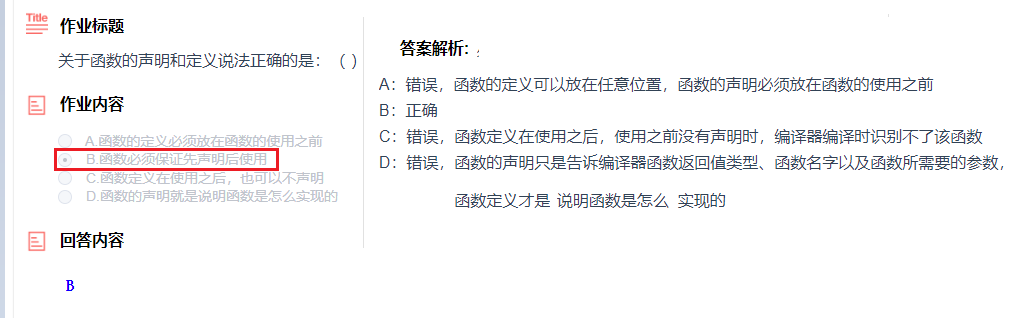 Title 作业标题
关于函数的声明和定义说法正确的是：（ ）
作业内容
A.函数的定义必须放在函数的使用之前
B.函数必须保证先声明后使用
C.函数定义在使用之后，也可以不声明
D.函数的声明就是说明函数是怎么实现的
回答内容
B
答案解析：
A：错误，函数的定义可以放在任意位置，函数的声明必须放在函数的使用之前
B：正确
C：错误，函数定义在使用之后，使用之前没有声明时，编译器编译时识别不了该函数
D：错误，函数的声明只是告诉编译器函数返回值类型、函数名字以及函数所需要的参数，
函数定义才是 说明函数是怎么 实现的